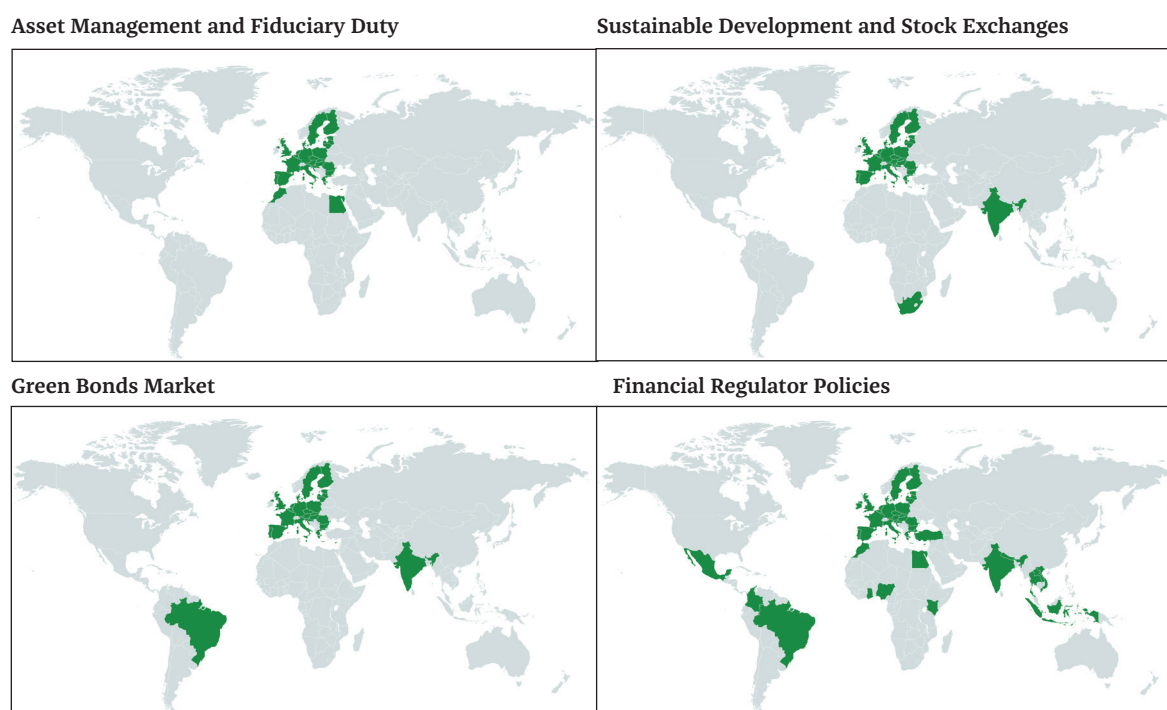 Asset Management and Fiduciary Duty
Sustainable Development and Stock Exchanges
Green Bonds Market
Financial Regulator Policies